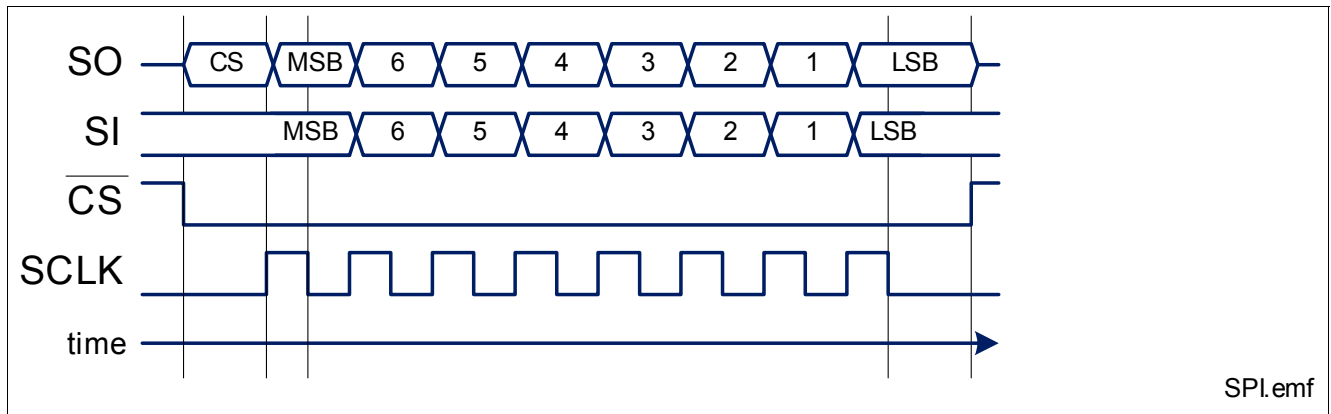 SO CS MSB 6 5 4 3 2 1 LSB
SI MSB 6 5 4 3 2 1 LSB
CS
SCLK
time
SPI.emf